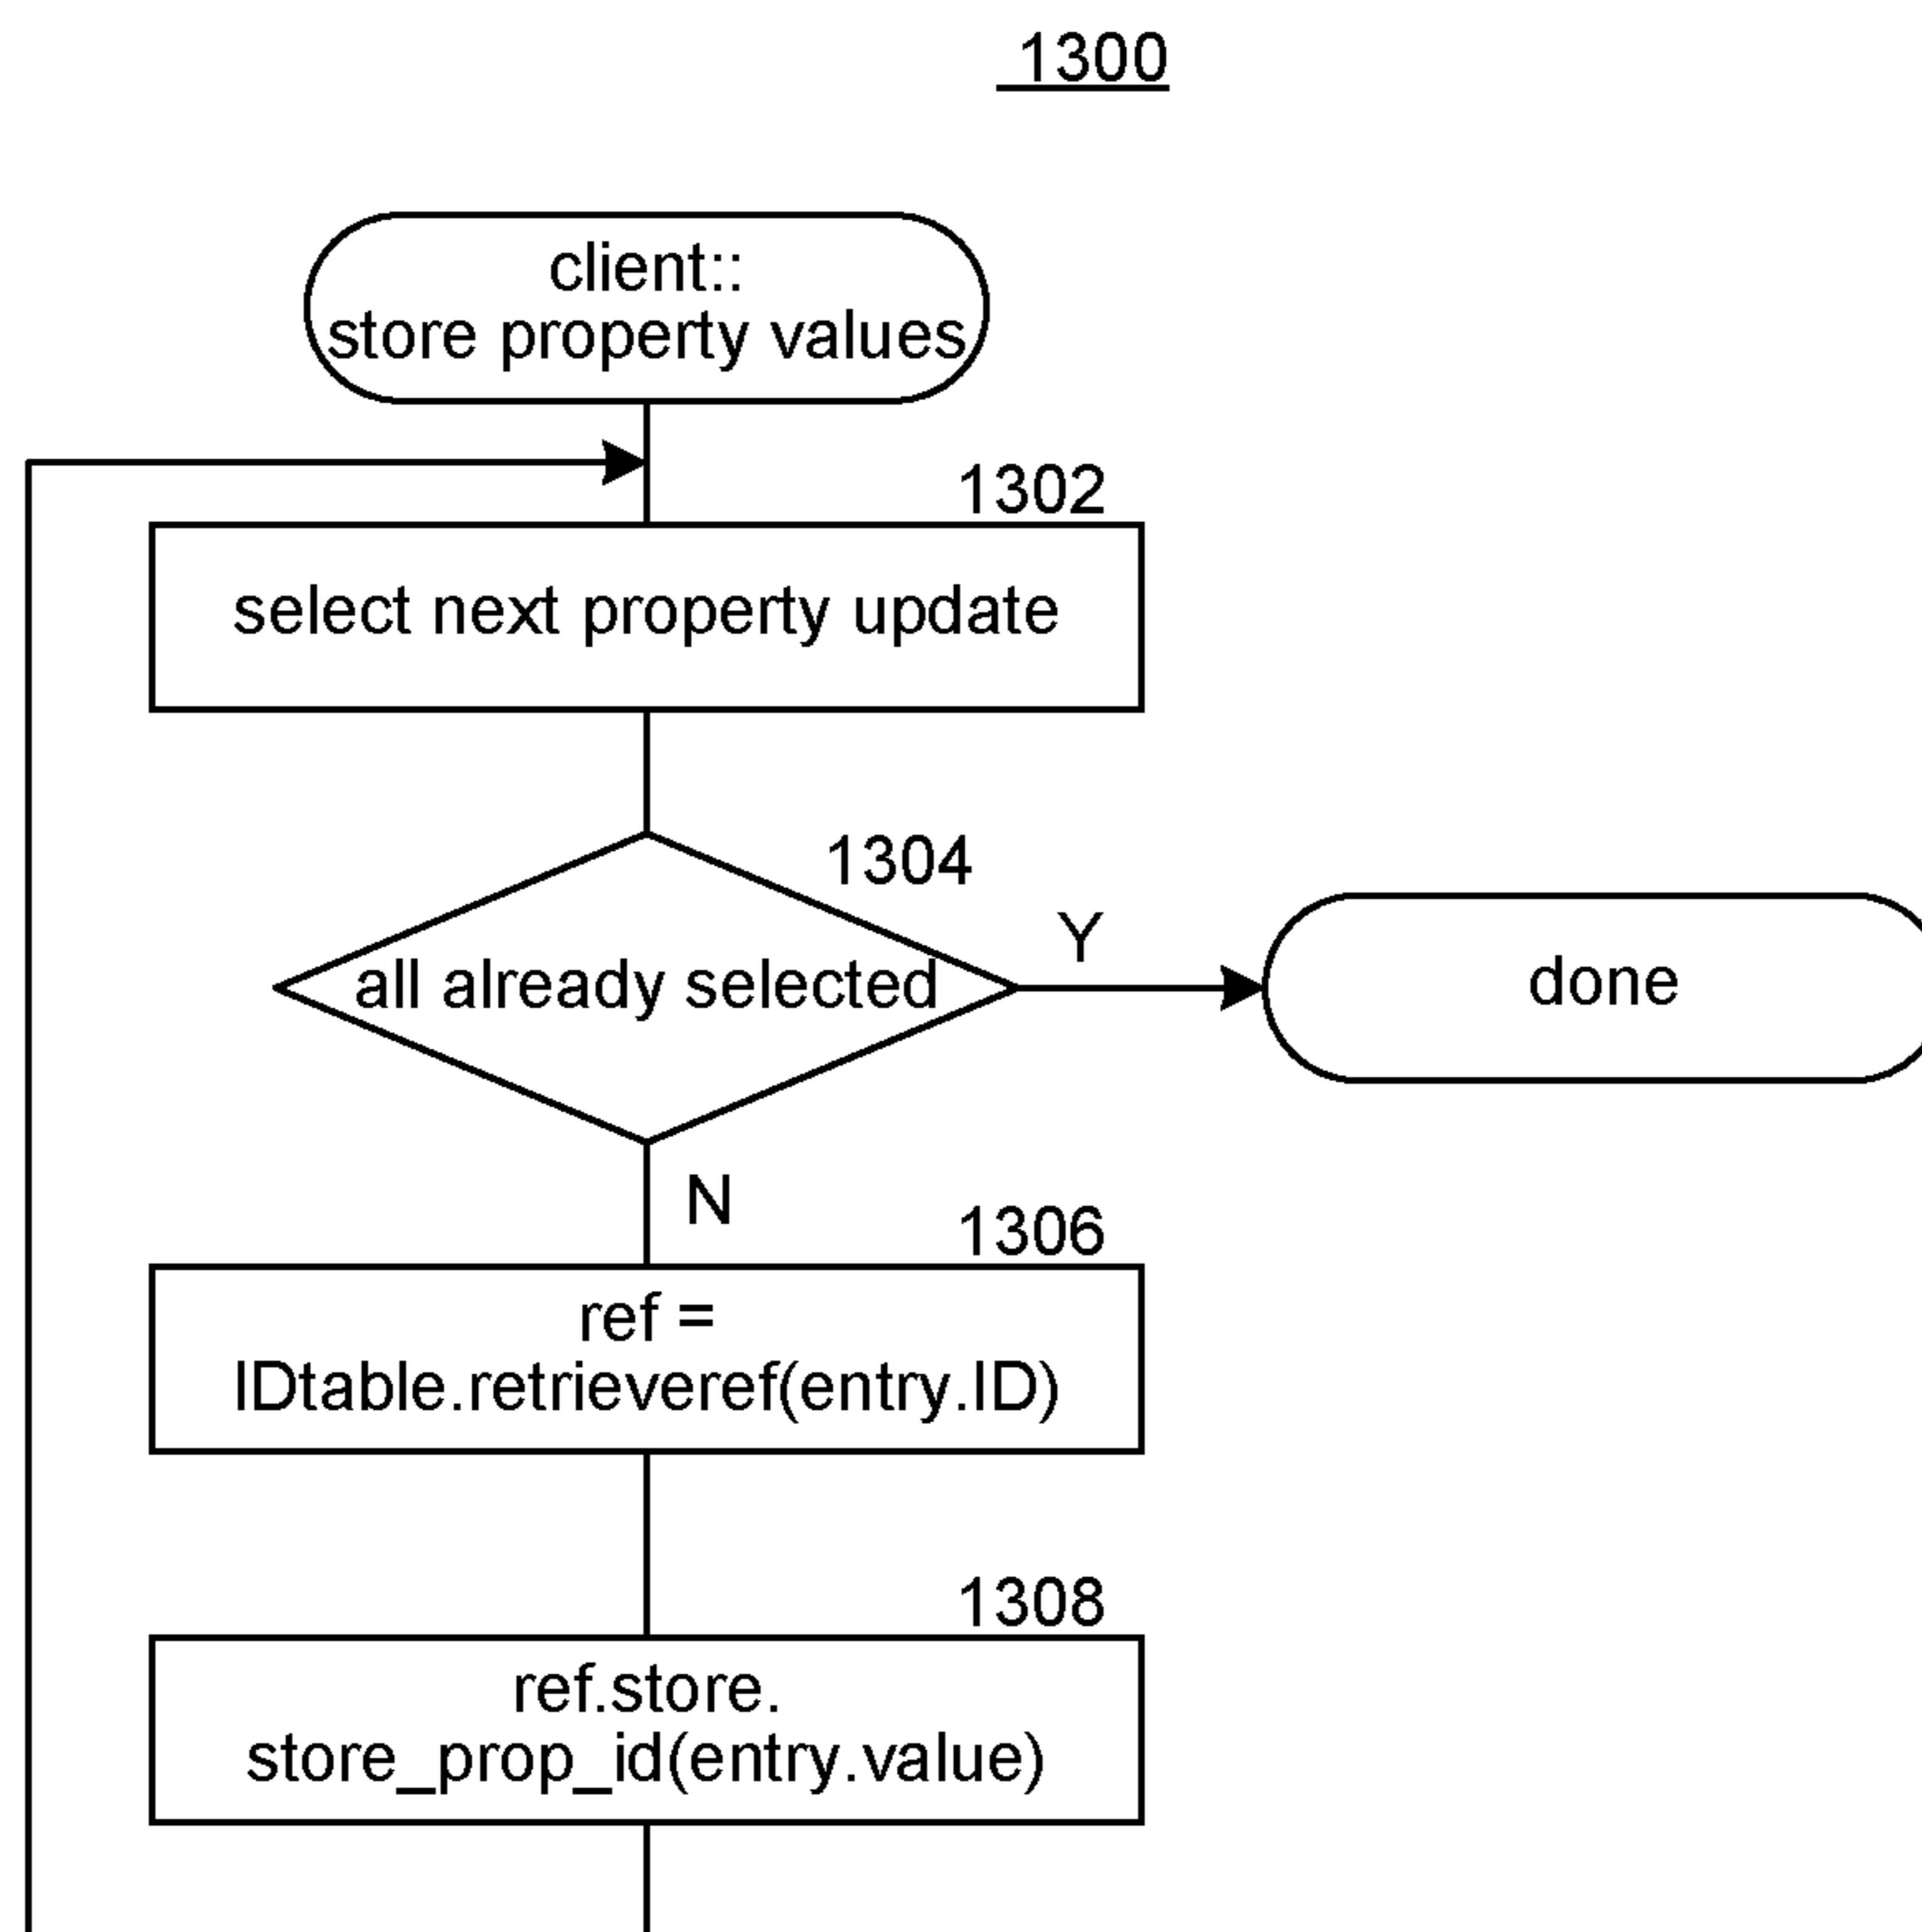 1300
client::
store property values
1302
select next property update
1304
all already selected
Y
done
N
1306
ref =
IDtable.retrieveref(entry.ID)
1308
ref.store.
store_prop_id(entry.value)